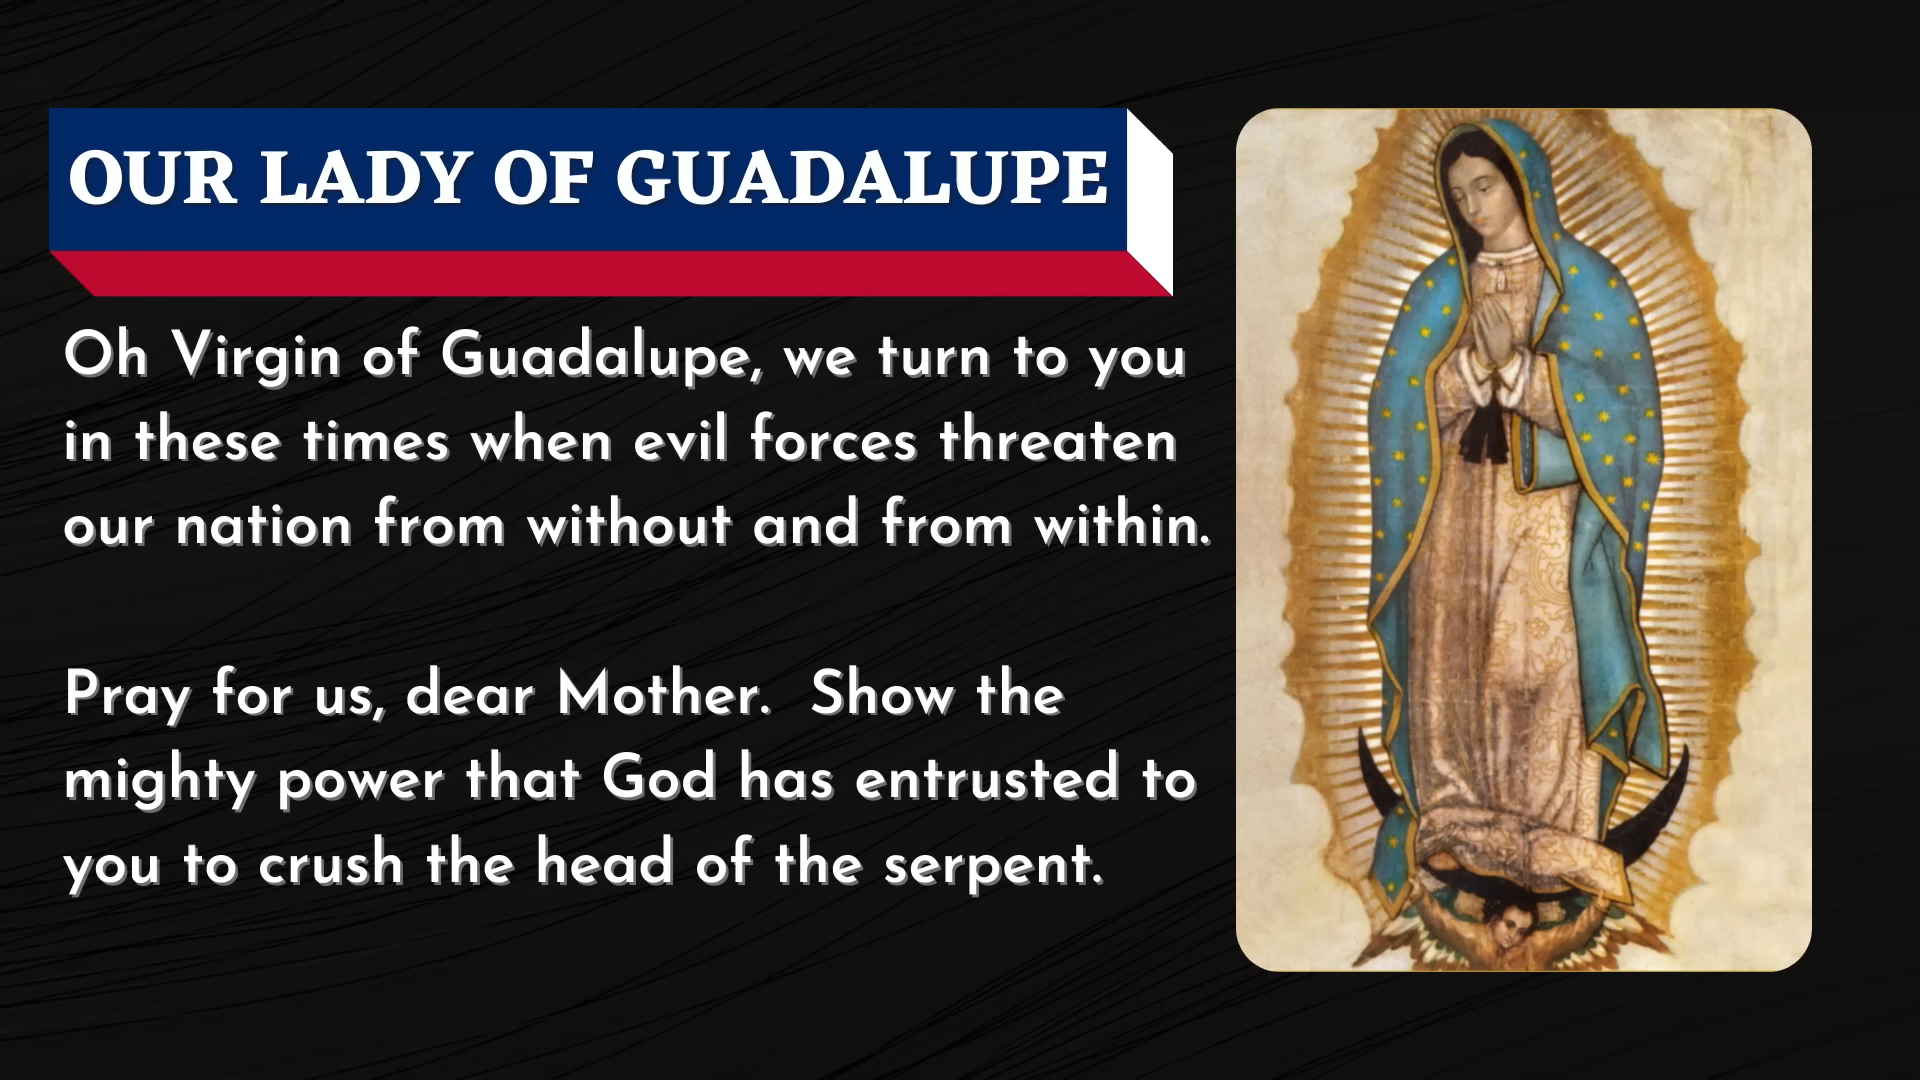 OUR LADY OF GUADALUPE
Oh Virgin of Guadalupe, we turn to you
in these times when evil forces threaten
our nation from without and from within.
Pray for us, dear Mother.  Show the
mighty power that God has entrusted to
you to crush the head of the serpent.